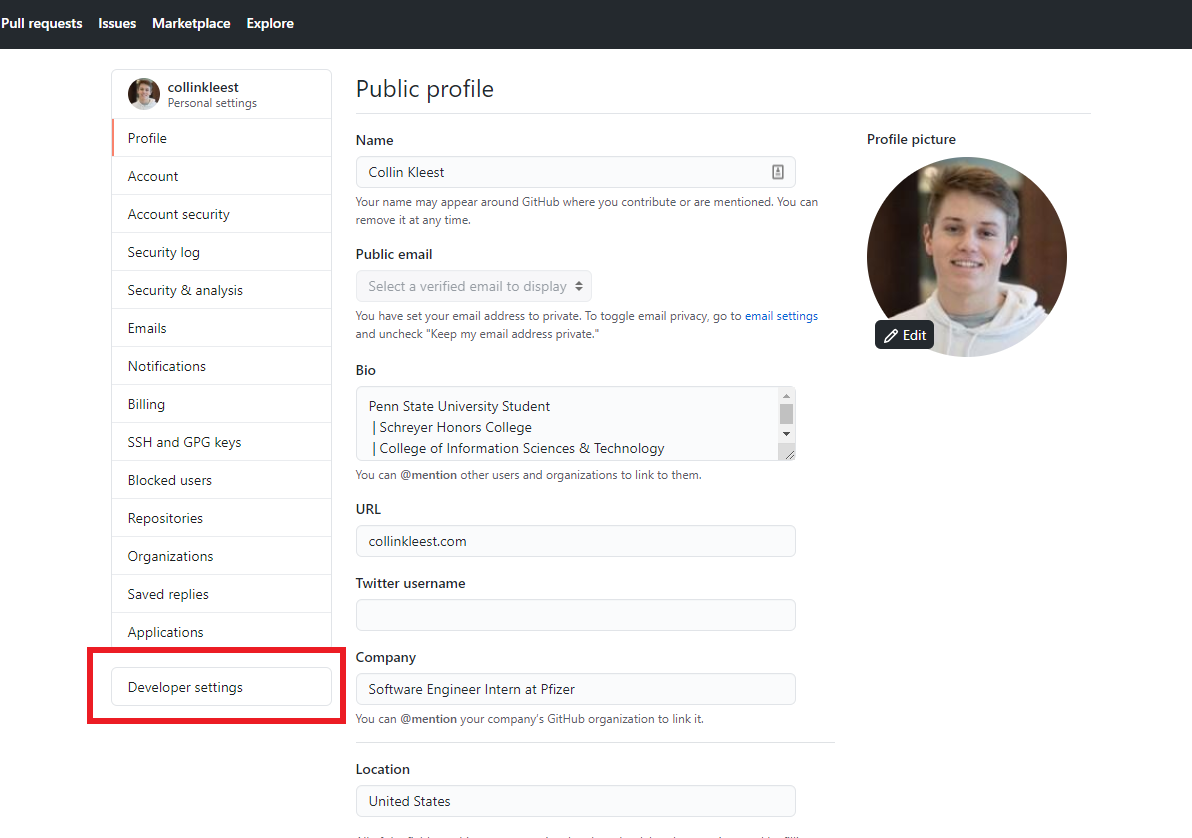 Pull requests Issues Marketplace Explore
collinkleest
Personal settings
Profile
Account
Account security
Security log
Security & analysis
Emails
Notifications
Billing
SSH and GPG keys
Blocked users
Repositories
Organizations
Saved replies
Applications
Developer settings
Public profile
Name
Collin Kleest
Your name may appear around GitHub where you contribute or are mentioned. You can
remove it at any time.
Public email
Select a verified email to display
You have set your email address to private. To toggle email privacy, go to email settings
and uncheck "Keep my email address private."
Bio
Penn State University Student
| Schreyer Honors College
| College of Information Sciences & Technology
You can @mention other users and organizations to link to them.
URL
collinkleest.com
Twitter username
Company
Software Engineer Intern at Pfizer
You can @mention your company's GitHub organization to link it.
Location
United States
Profile picture
Edit